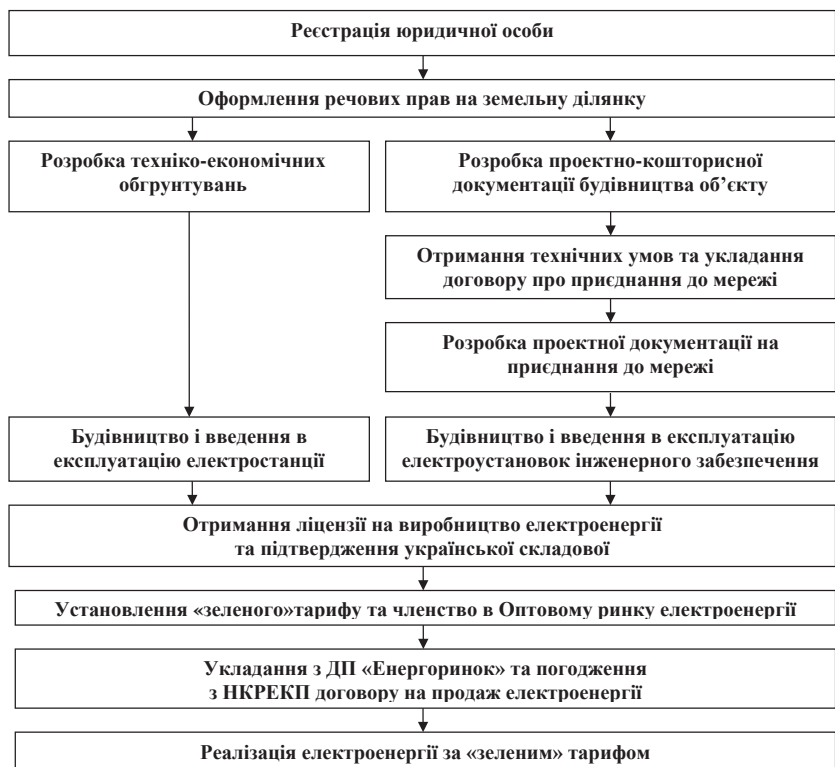 Реєстрація юридичної особи
Оформлення речових прав на земельну ділянку
Розробка техніко-економічних
обгрунтувань
Розробка проектно-кошторисної
документації будівництва об’єкту
Отримання технічних умов та укладання
договору про приєднання до мережі
Розробка проектної документації на
приєднання до мережі
Будівництво і введення в
експлуатацію електростанції
Будівництво і введення в експлуатацію
електроустановок інженерного забезпечення
Отримання ліцензії на виробництво електроенергії
та підтвердження української складової
Установлення «зеленого»тарифу та членство в Оптовому ринку електроенергії
Укладання з ДП «Енергоринок» та погодження
з НКРЕКП договору на продаж електроенергії
Реалізація електроенергії за «зеленим» тарифом